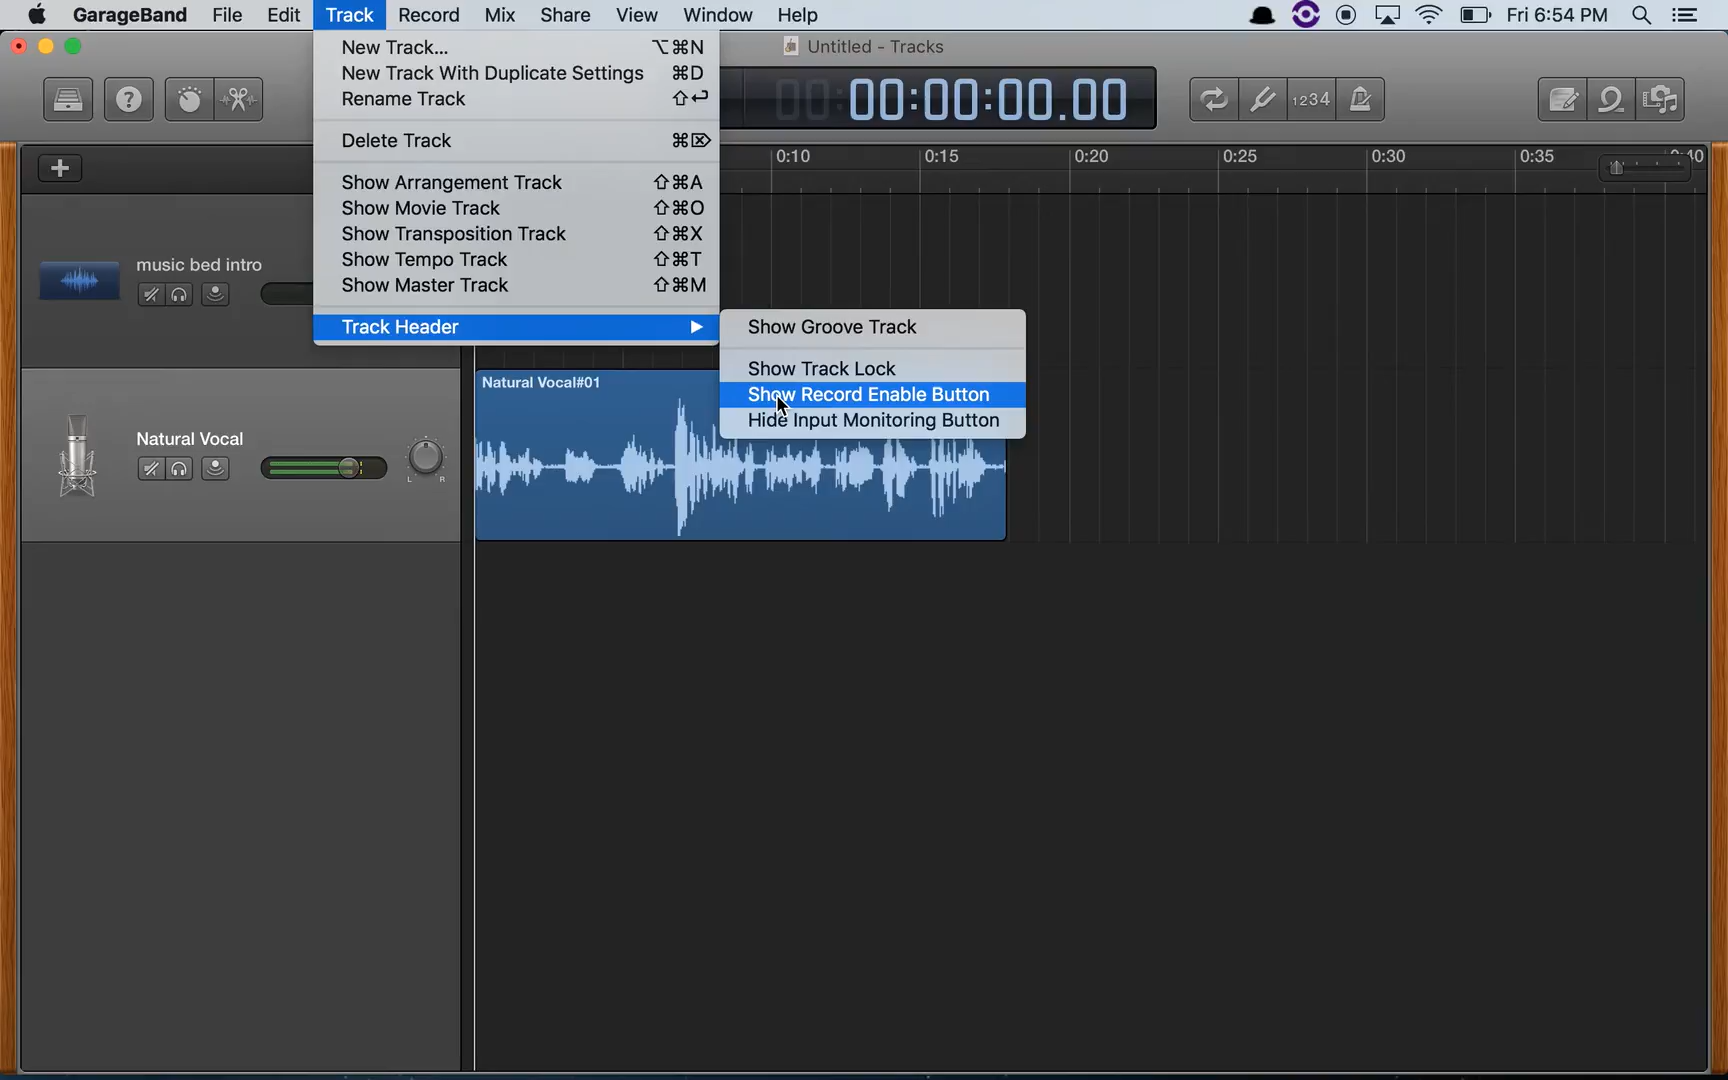 GarageBand File Edit Track Record Mix Share View Window Help Fri 6:54 PM
Untitled - Tracks
New Track... ⌥⌘N
New Track With Duplicate Settings ⌘D
Rename Track ⇧↩
Delete Track ⌘⌦
Show Arrangement Track ⇧⌘A
Show Movie Track ⇧⌘O
Show Transposition Track ⇧⌘X
Show Tempo Track ⇧⌘T
Show Master Track ⇧⌘M
Track Header ▶
Show Groove Track
Show Track Lock
Show Record Enable Button
Hide Input Monitoring Button
00:00:00.00
1234
0:10 0:15 0:20 0:25 0:30 0:35 0:40
music bed intro
Natural Vocal#01
Natural Vocal
L R